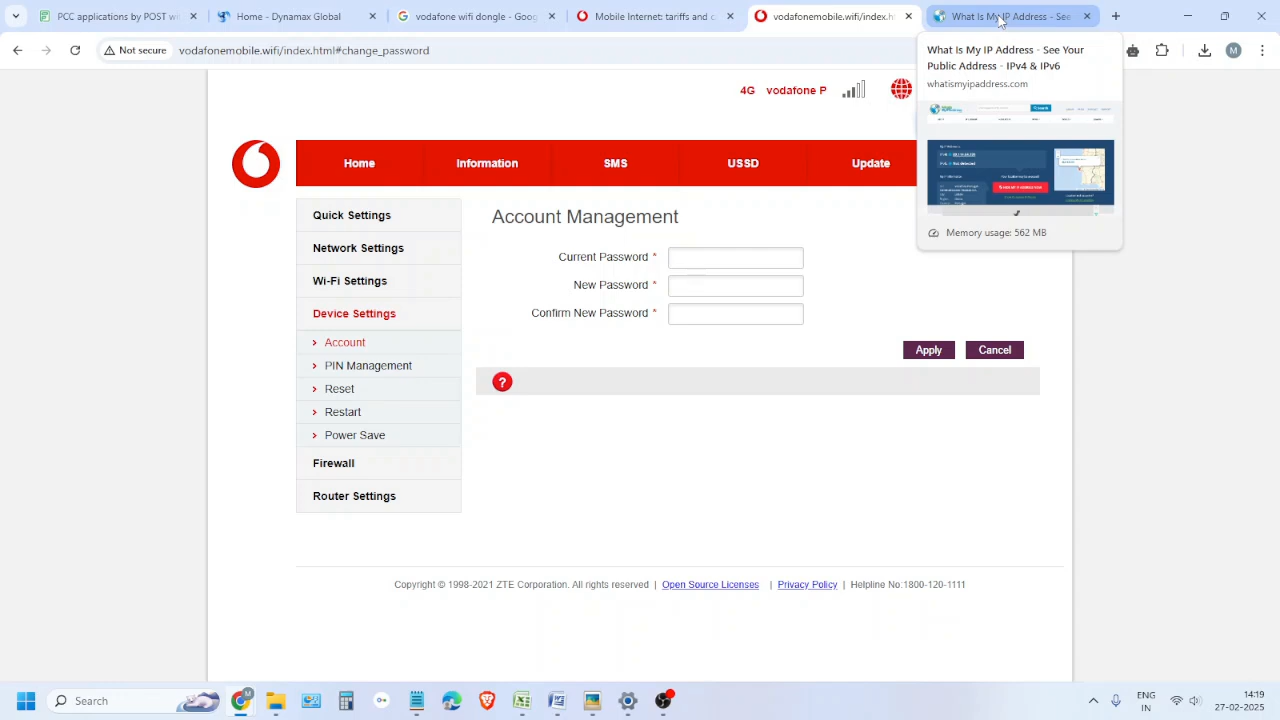 EC applications by POST wi
Home - Dynamax Global
vodafone wifi dongle - Goog
Mobile Internet: tariffs and c
vodafonemobile.wifi/index.h
What Is My IP Address - See
Not secure
vodafonemobile.wifi/index.html#change_password
M
What Is My IP Address - See Your
Public Address - IPv4 & IPv6
whatismyipaddress.com
Memory usage: 562 MB
4G vodafone P
Home
Information
SMS
USSD
Update
Quick Settings
Network Settings
Wi-Fi Settings
Device Settings
Account
PIN Management
Reset
Restart
Power Save
Firewall
Router Settings
Account Management
Current Password *
New Password *
Confirm New Password *
Apply
Cancel
?
Copyright © 1998-2021 ZTE Corporation. All rights reserved | Open Source Licenses | Privacy Policy | Helpline No:1800-120-1111
Search
M
ENG
IN
14:19
27-02-2025